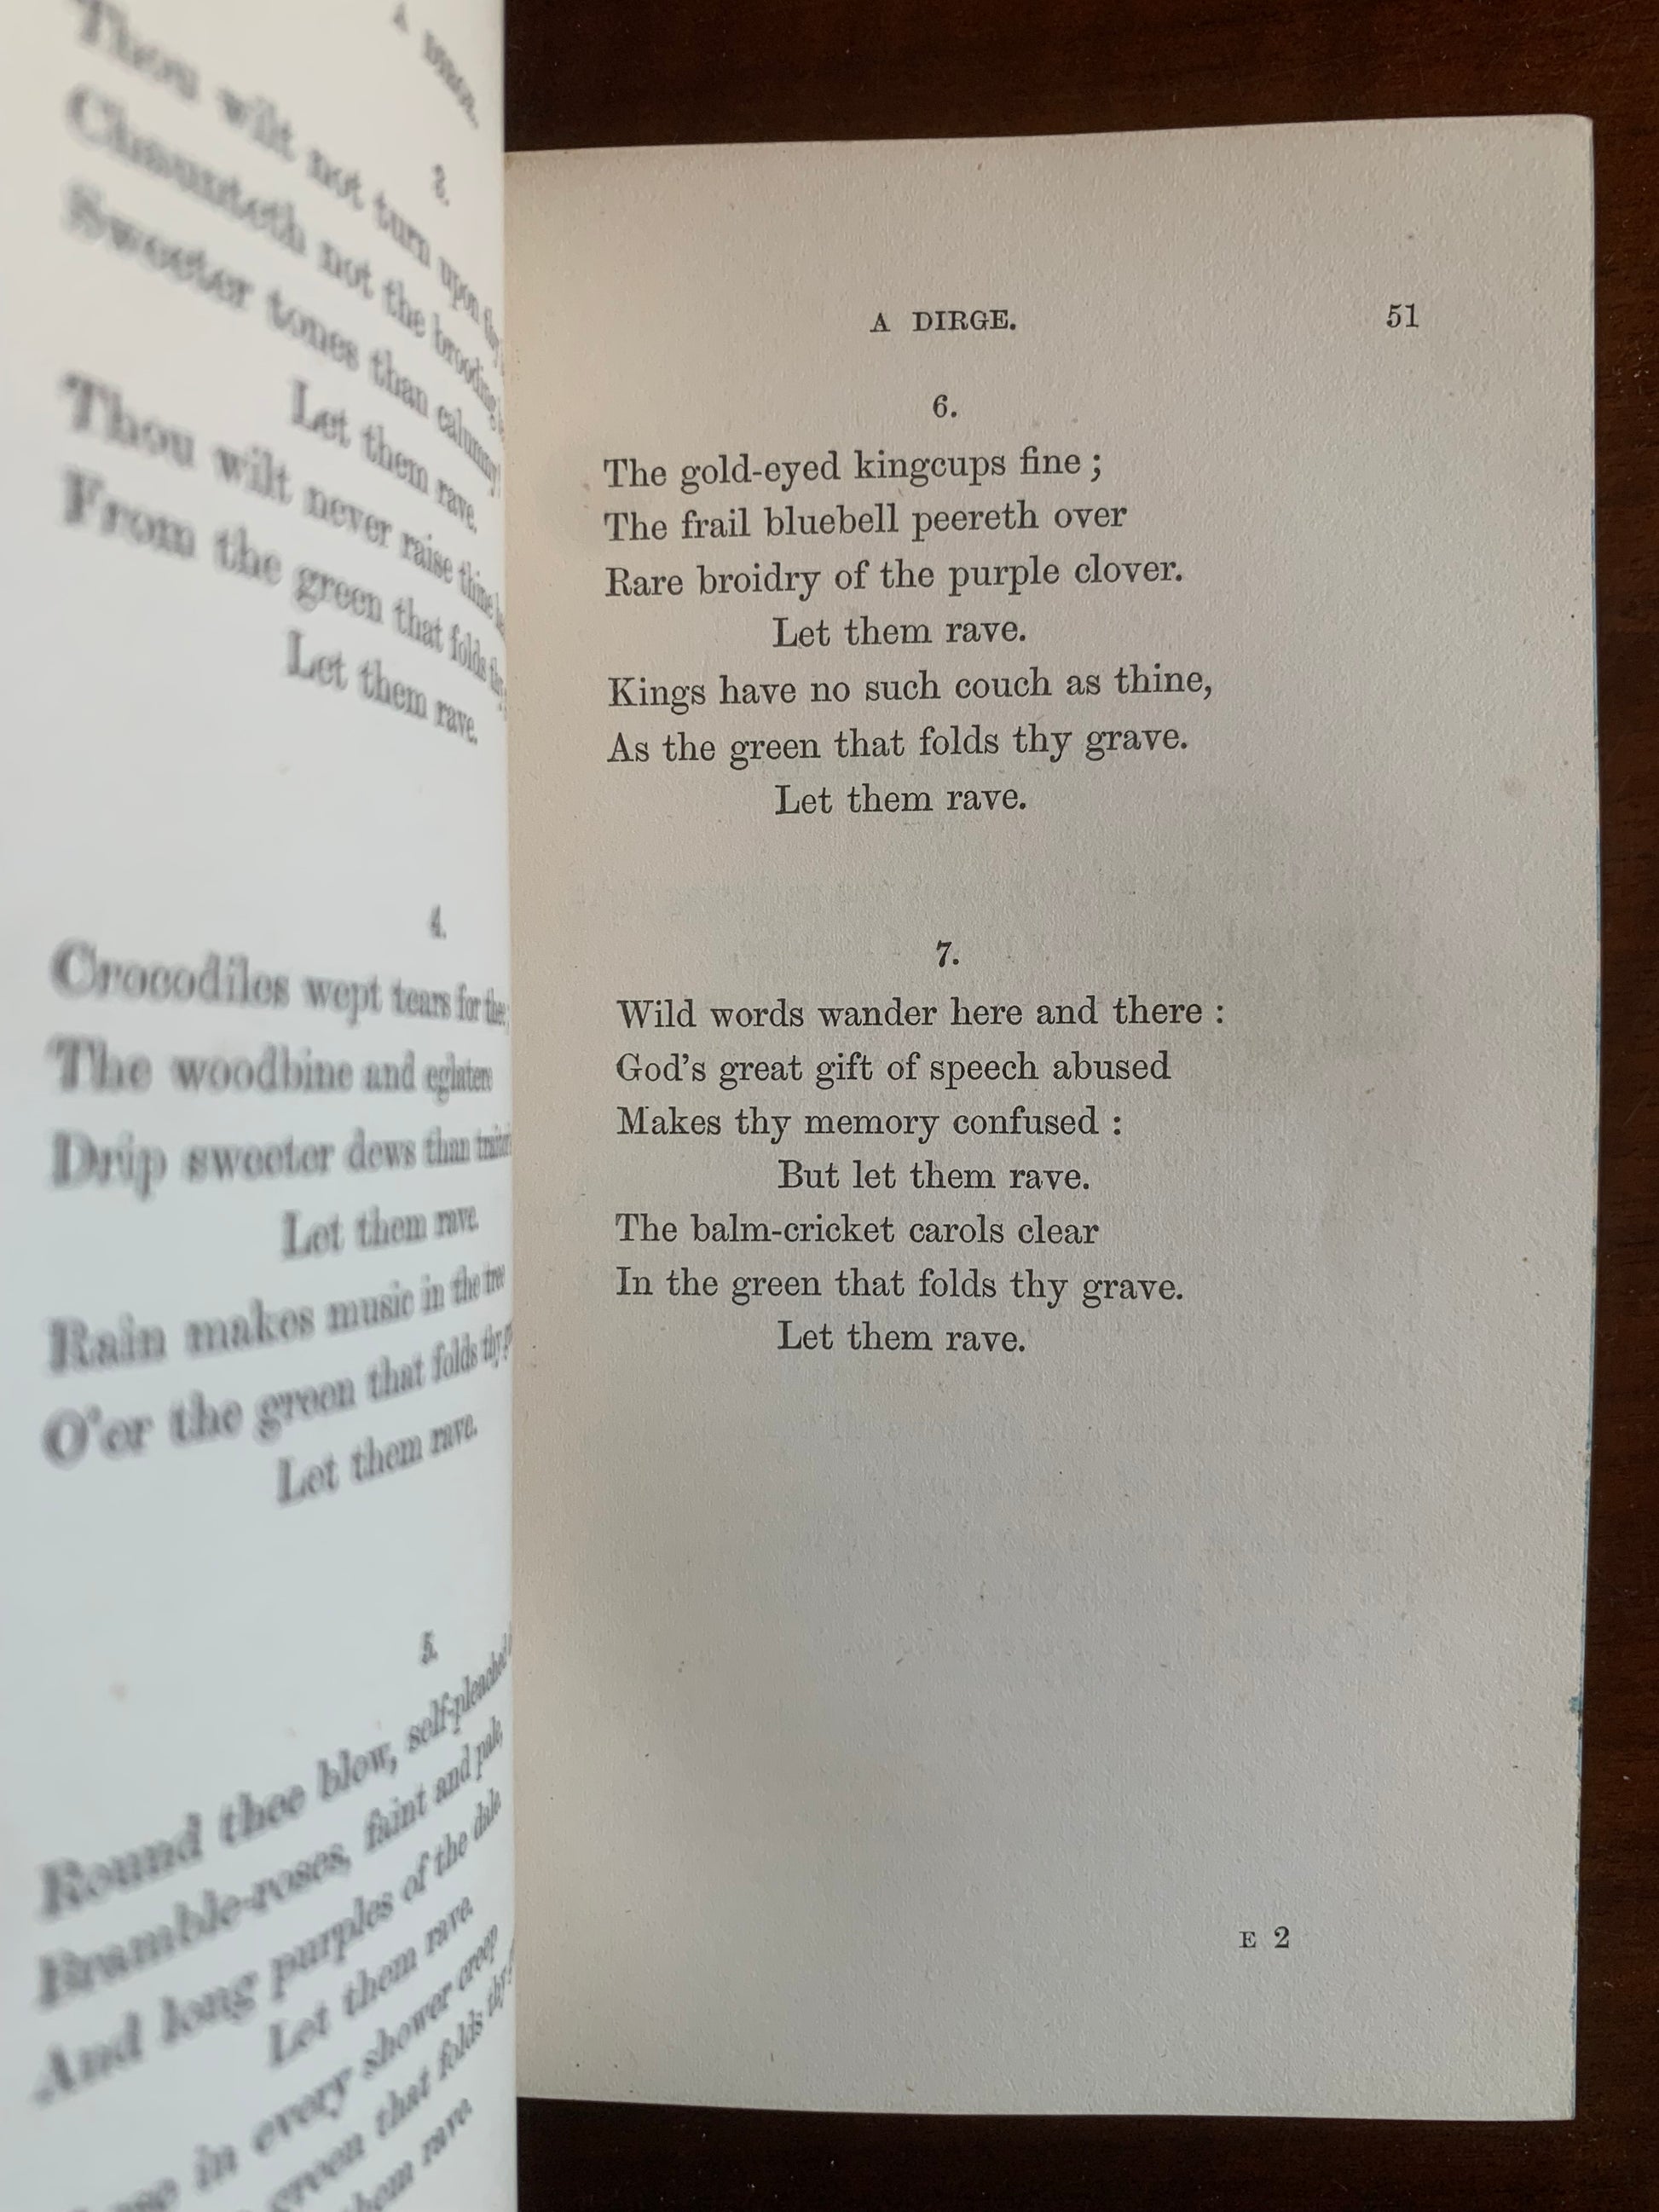 A DIRGE.
3.
Thou wilt not turn upon thy
Chaunteth not the brooding
Sweeter tones than calumny?
Let them rave.
Thou wilt never raise thine
From the green that folds thy
Let them rave.
4.
Crocodiles wept tears for thee;
The woodbine and eglatere
Drip sweeter dews than
Let them rave.
Rain makes music in the tree
O'er the green that folds thy
Let them rave.
5.
Round thee blow, self-pleached
Bramble-roses, faint and pale,
And long purples of the dale.
Let them rave.
in every shower creep
green that folds thy
them rave.
A DIRGE. 51
6.
The gold-eyed kingcups fine ;
The frail bluebell peereth over
Rare broidry of the purple clover.
Let them rave.
Kings have no such couch as thine,
As the green that folds thy grave.
Let them rave.
7.
Wild words wander here and there :
God's great gift of speech abused
Makes thy memory confused :
But let them rave.
The balm-cricket carols clear
In the green that folds thy grave.
Let them rave.
E 2